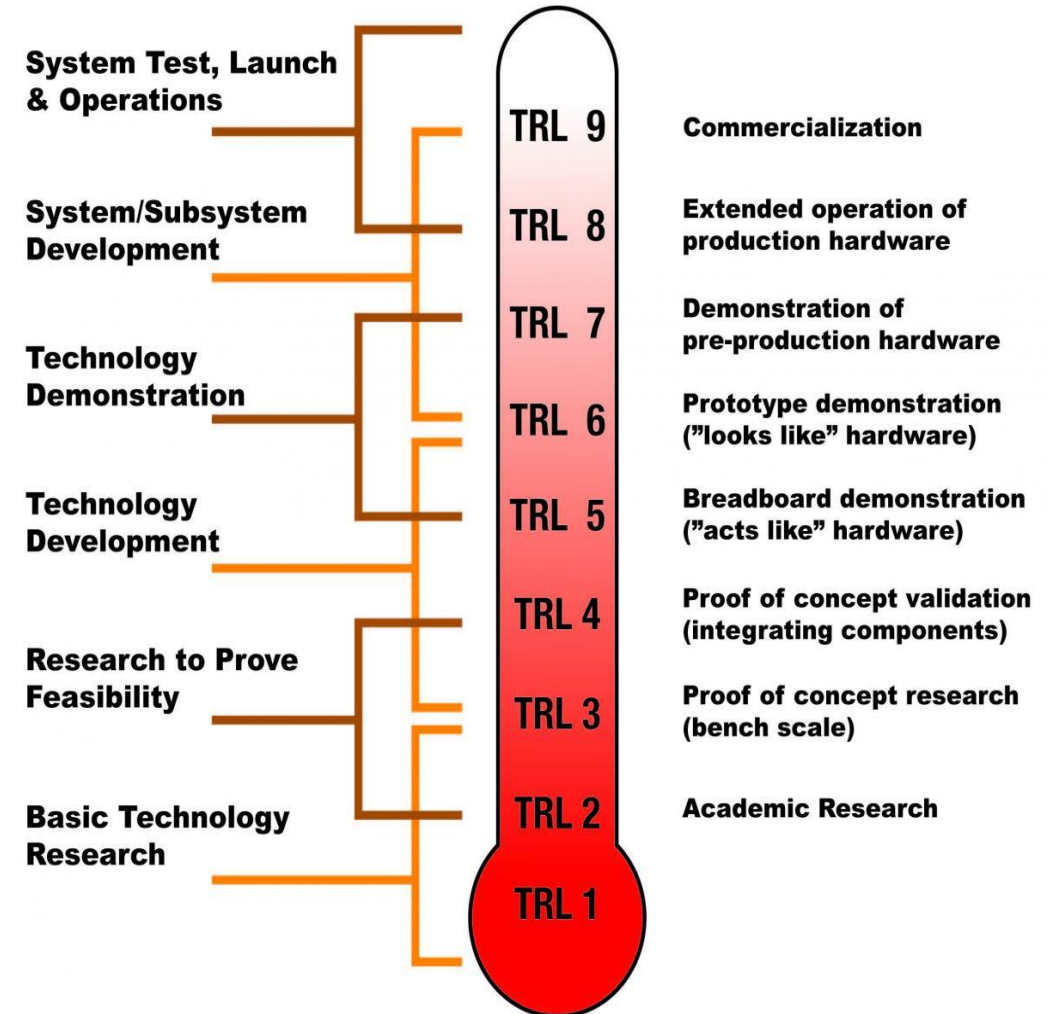 System Test, Launch
& Operations
System/Subsystem
Development
Technology
Demonstration
Technology
Development
Research to Prove
Feasibility
Basic Technology
Research
TRL 9
TRL 8
TRL 7
TRL 6
TRL 5
TRL 4
TRL 3
TRL 2
TRL 1
Commercialization
Extended operation of
production hardware
Demonstration of
pre-production hardware
Prototype demonstration
(”looks like” hardware)
Breadboard demonstration
(”acts like” hardware)
Proof of concept validation
(integrating components)
Proof of concept research
(bench scale)
Academic Research